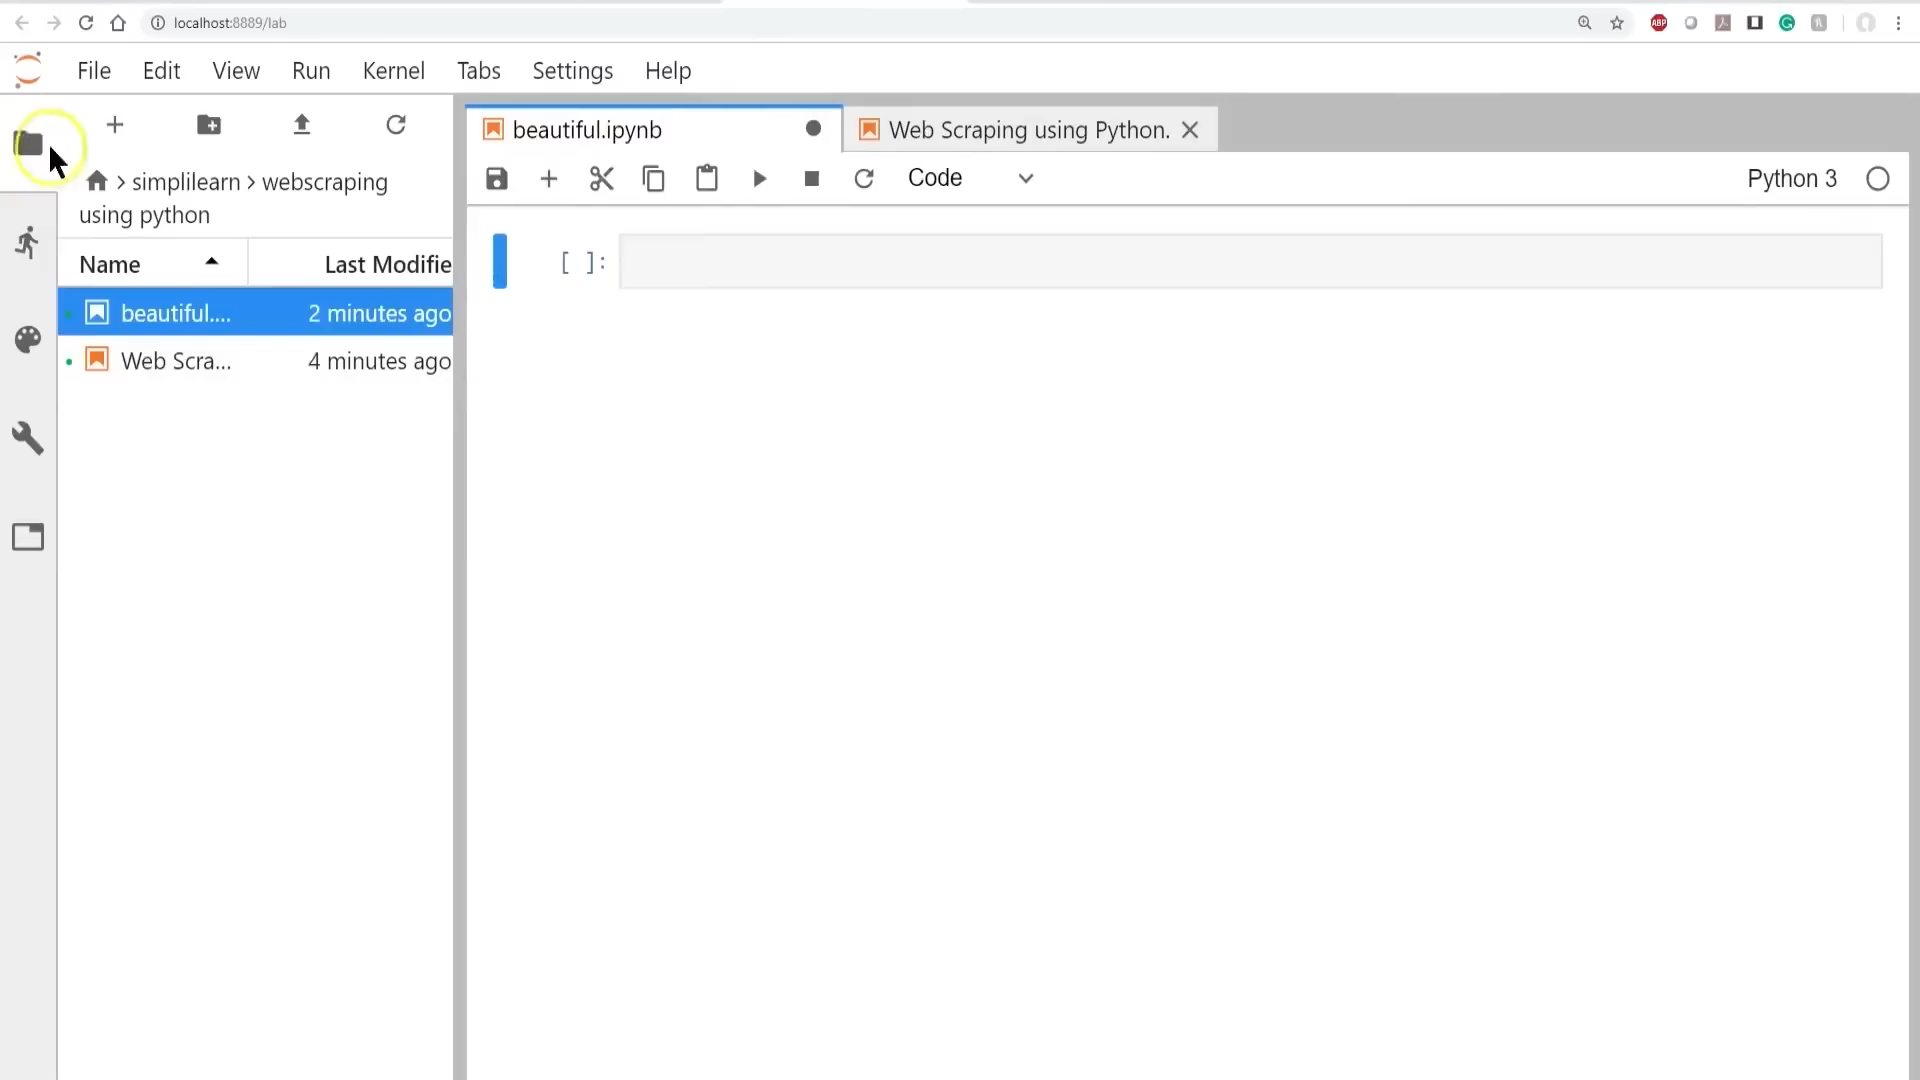 localhost:8889/lab
ABP
File Edit View Run Kernel Tabs Settings Help
beautiful.ipynb
Web Scraping using Python.
> simplilearn > webscraping
using python
Code
Python 3
Name Last Modifie
beautiful.... 2 minutes ago
Web Scra... 4 minutes ago
[ ]: